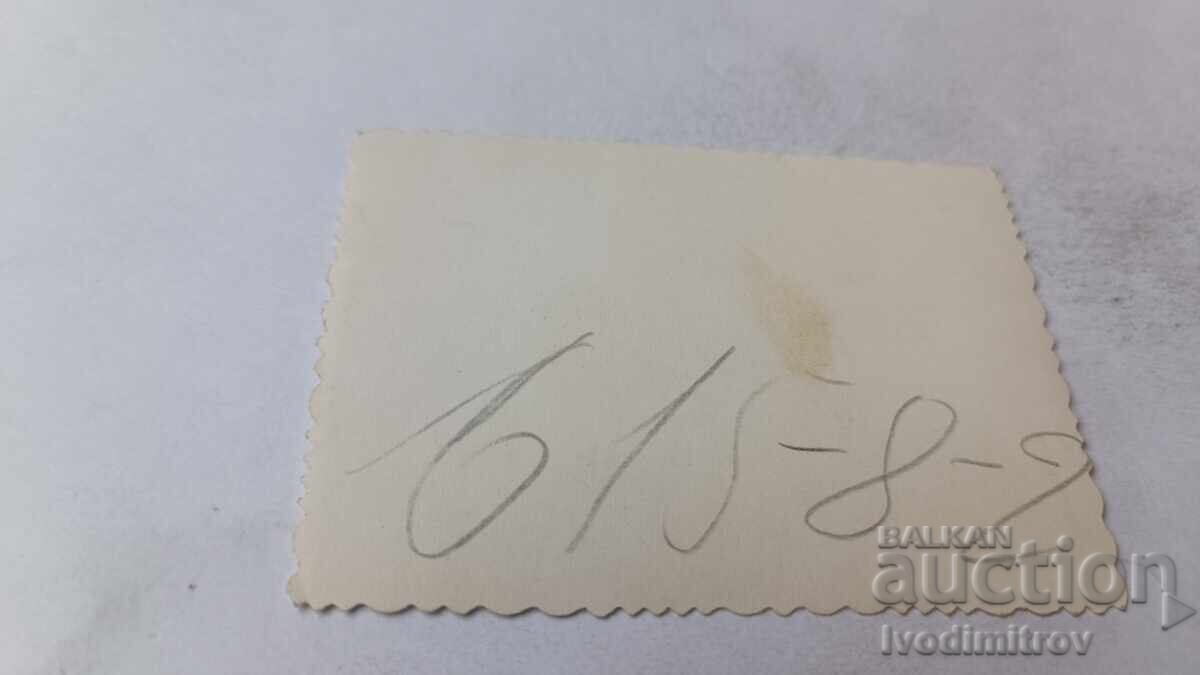 615-8-2
BALKAN
auction
Ivodimitrov